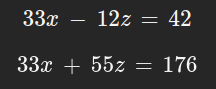 33x − 12z = 42
33x + 55z = 176